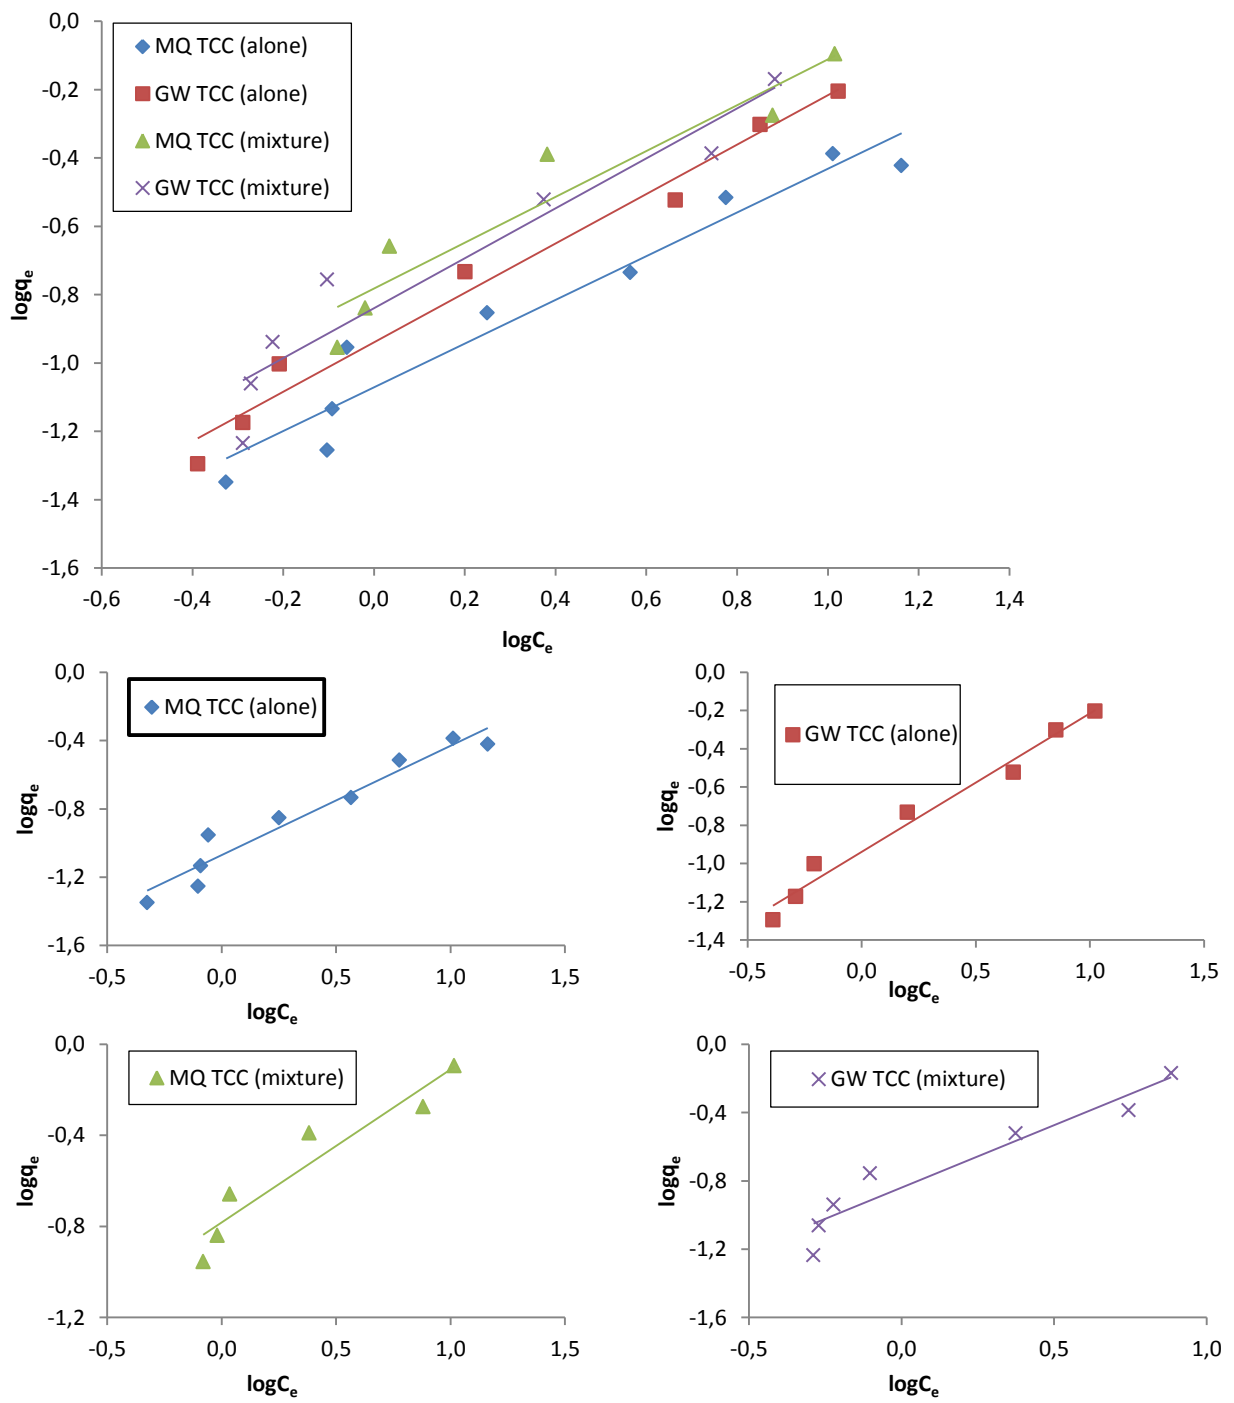 0,0
-0,2
-0,4
-0,6
-0,8
-1,0
-1,2
-1,4
-1,6
logqe
MQ TCC (alone)
GW TCC (alone)
MQ TCC (mixture)
GW TCC (mixture)
-0,6 -0,4 -0,2 0,0 0,2 0,4 0,6 0,8 1,0 1,2 1,4
logCe
0,0
-0,4
-0,8
-1,2
-1,6
logqe
MQ TCC (alone)
-0,5 0,0 0,5 1,0 1,5
logCe
0,0
-0,2
-0,4
-0,6
-0,8
-1,0
-1,2
-1,4
logqe
GW TCC (alone)
-0,5 0,0 0,5 1,0 1,5
logCe
0,0
-0,4
-0,8
-1,2
logqe
MQ TCC (mixture)
-0,5 0,0 0,5 1,0 1,5
logCe
0,0
-0,4
-0,8
-1,2
-1,6
logqe
GW TCC (mixture)
-0,5 0,0 0,5 1,0
logCe